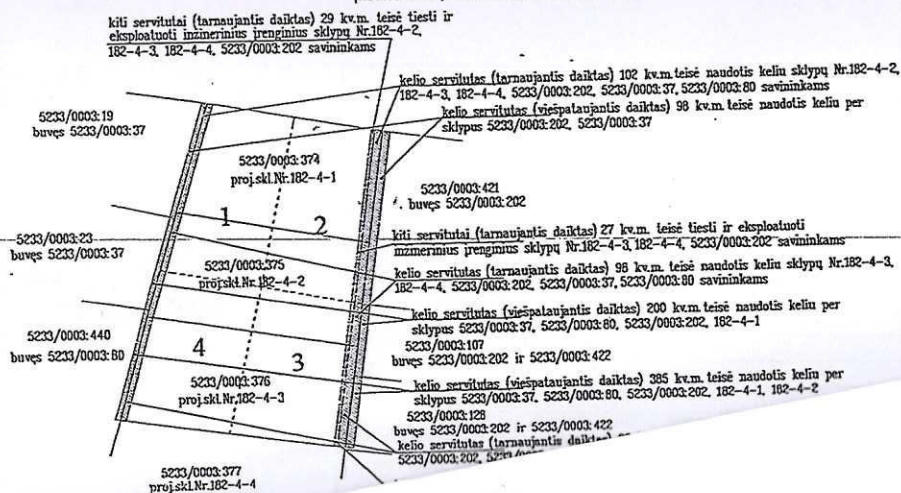 kiti servitutai (tarnaujantis daiktas) 29 kv.m. teisė tiesti ir
eksploatuoti inžinerinius įrenginius sklypų Nr.182-4-2,
182-4-3, 182-4-4, 5233/0003:202 savininkams
kelio servitutas (tarnaujantis daiktas) 102 kv.m. teisė naudotis keliu sklypų Nr.182-4-2,
182-4-3, 182-4-4, 5233/0003:202, 5233/0003:37, 5233/0003:80 savininkams
kelio servitutas (viešpataujantis daiktas) 98 kv.m. teisė naudotis keliu per
sklypus 5233/0003:202, 5233/0003:37
5233/0003:19
buvęs 5233/0003:37
5233/0003:374
proj.skl.Nr.182-4-1
5233/0003:421
buvęs 5233/0003:202
1
2
kiti servitutai (tarnaujantis daiktas) 27 kv.m. teisė tiesti ir eksploatuoti
inžinerinius įrenginius sklypų Nr.182-4-3, 182-4-4, 5233/0003:202 savininkams
5233/0003:23
buvęs 5233/0003:37
5233/0003:375
proj.skl.Nr.182-4-2
kelio servitutas (tarnaujantis daiktas) 98 kv.m. teisė naudotis keliu sklypų Nr.182-4-3,
182-4-4, 5233/0003:202, 5233/0003:37, 5233/0003:80 savininkams
kelio servitutas (viešpataujantis daiktas) 200 kv.m. teisė naudotis keliu per
sklypus 5233/0003:37, 5233/0003:80, 5233/0003:202, 182-4-1
5233/0003:107
buvęs 5233/0003:202 ir 5233/0003:422
5233/0003:440
buvęs 5233/0003:80
4
3
5233/0003:376
proj.skl.Nr.182-4-3
kelio servitutas (viešpataujantis daiktas) 385 kv.m. teisė naudotis keliu per
sklypus 5233/0003:37, 5233/0003:80, 5233/0003:202, 182-4-1, 182-4-2
5233/0003:128
buvęs 5233/0003:202 ir 5233/0003:422
kelio servitutas (tarnaujantis daiktas)
5233/0003:202,
5233/0003:377
proj.skl.Nr.182-4-4